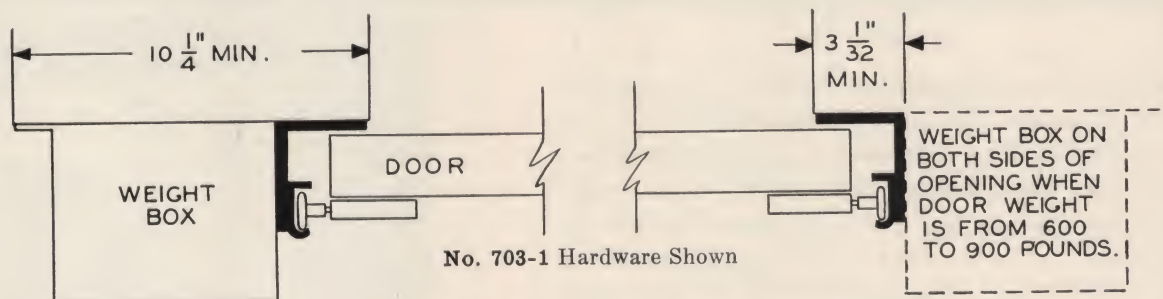 10 1/4" MIN.
3 1/32" MIN.
DOOR
WEIGHT
BOX
WEIGHT BOX ON
BOTH SIDES OF
OPENING WHEN
DOOR WEIGHT
IS FROM 600
TO 900 POUNDS.
No. 703-1 Hardware Shown